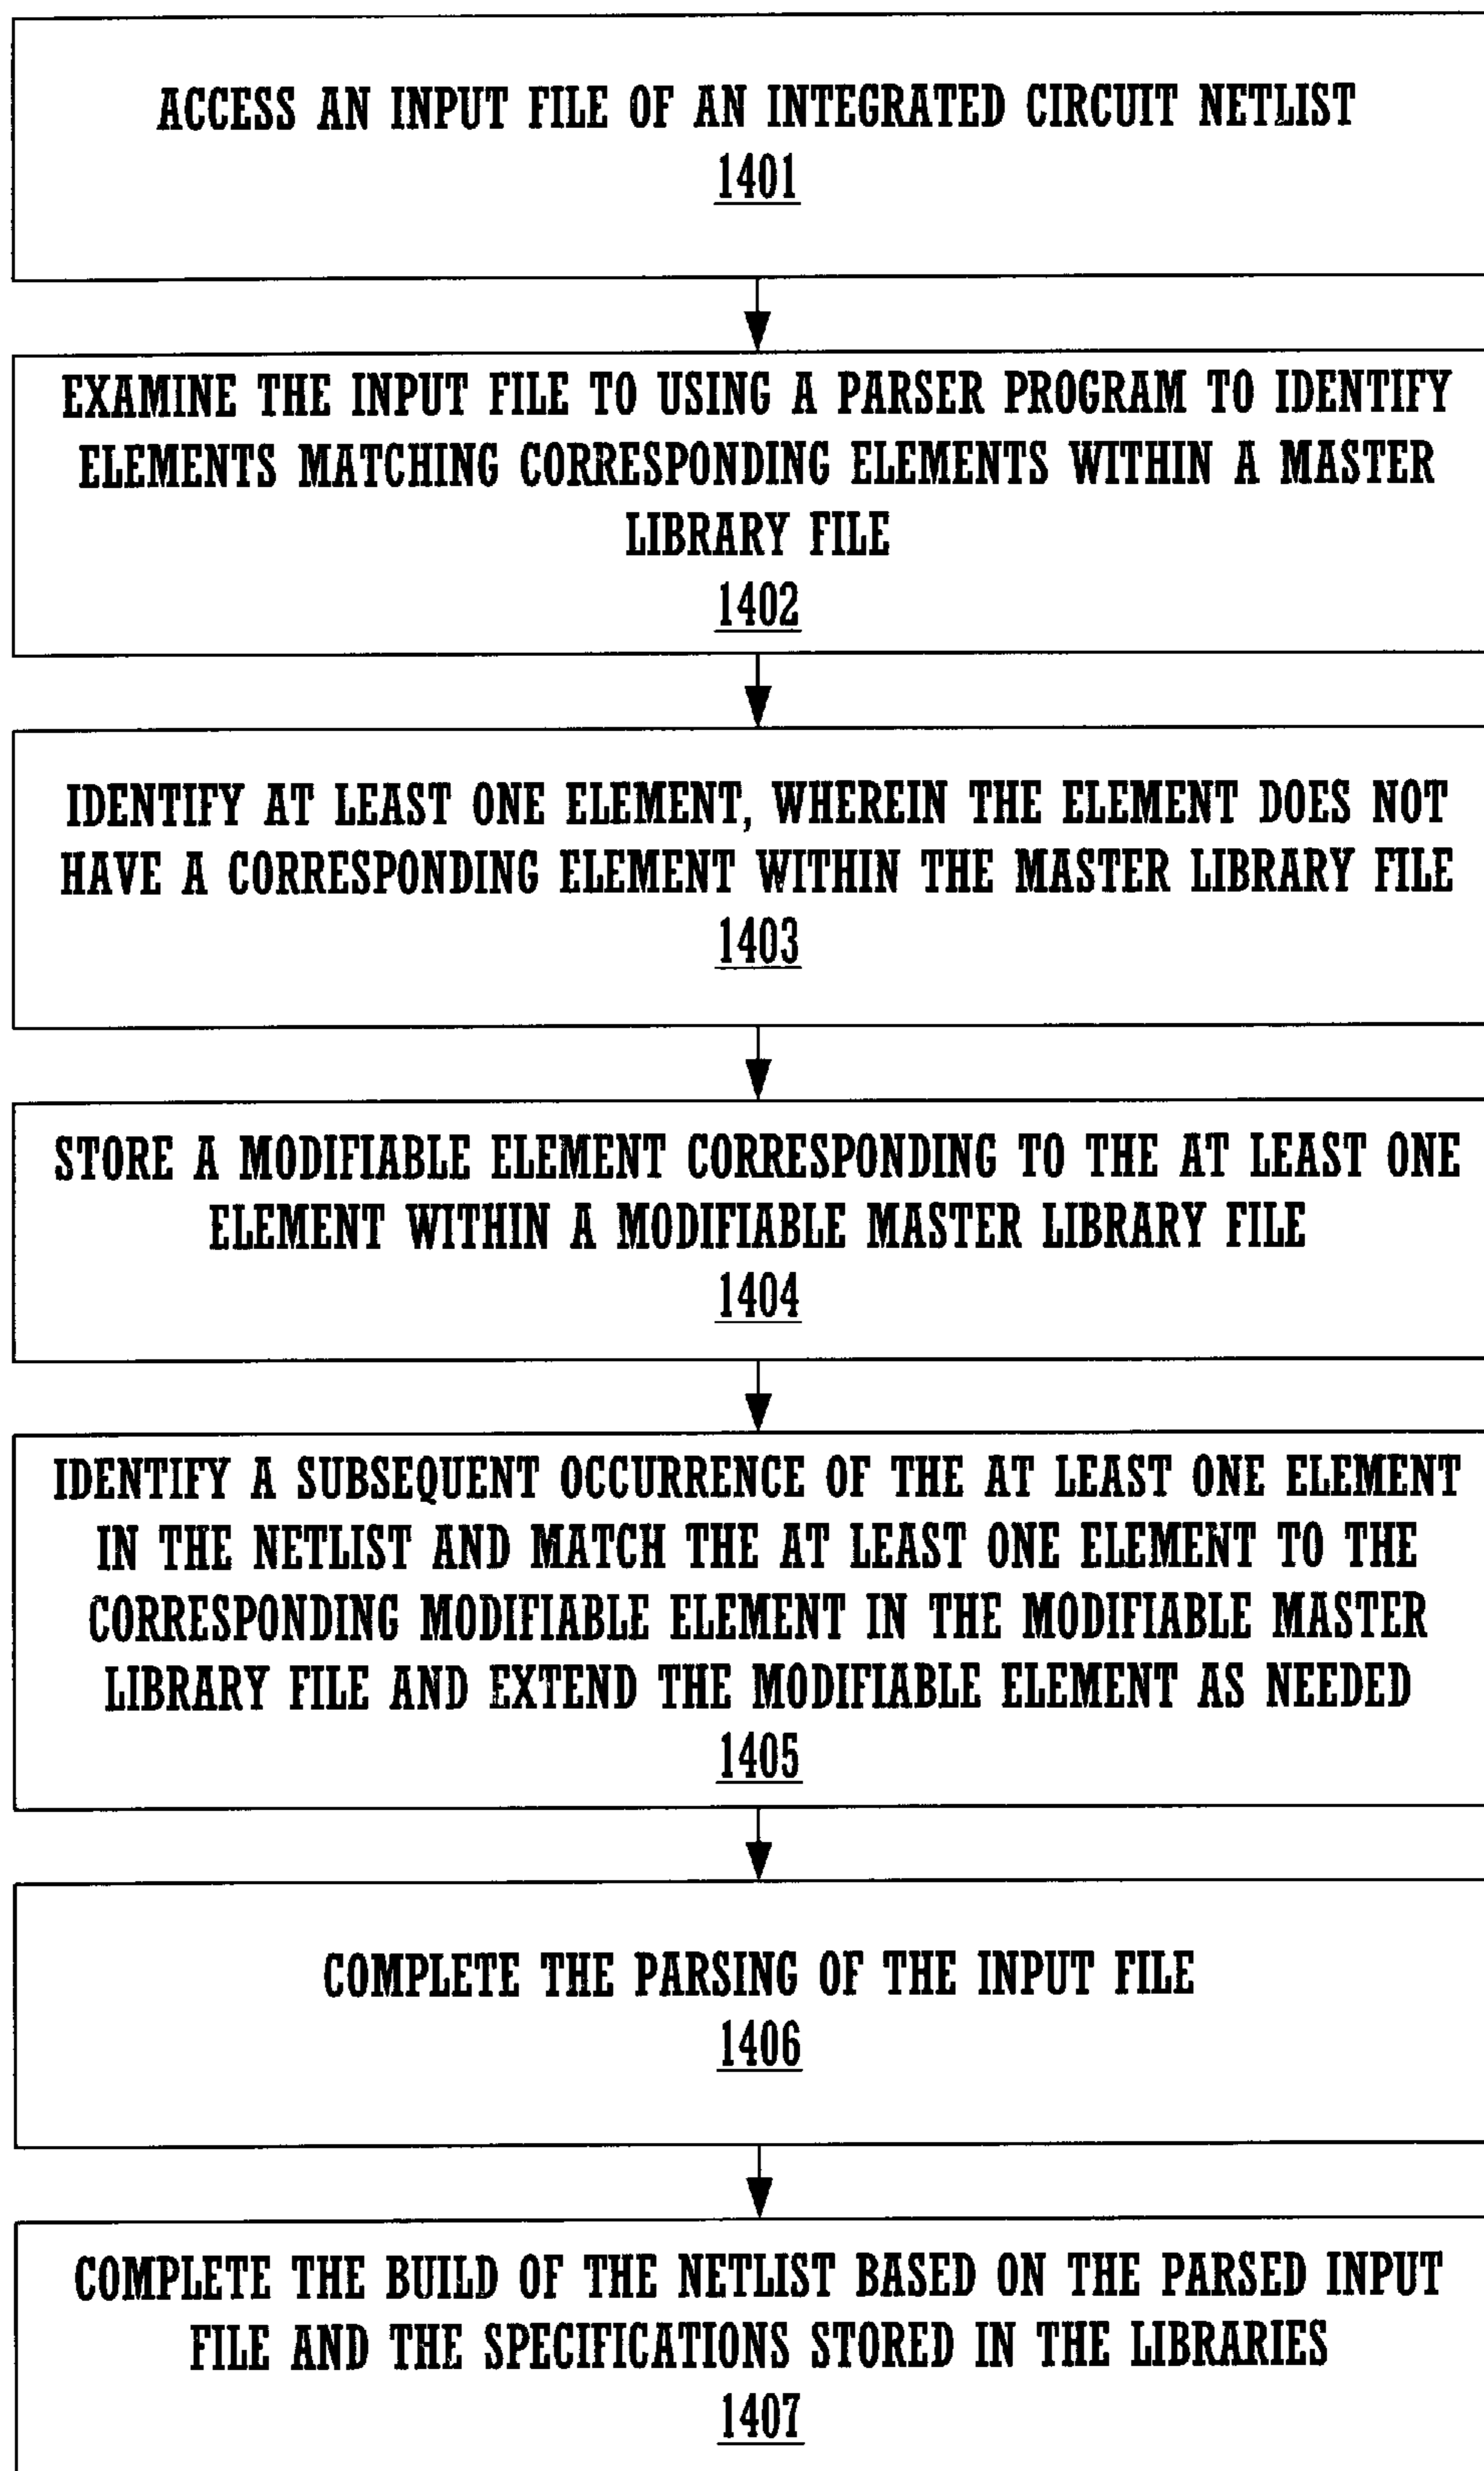 ACCESS AN INPUT FILE OF AN INTEGRATED CIRCUIT NETLIST
1401
EXAMINE THE INPUT FILE TO USING A PARSER PROGRAM TO IDENTIFY
ELEMENTS MATCHING CORRESPONDING ELEMENTS WITHIN A MASTER
LIBRARY FILE
1402
IDENTIFY AT LEAST ONE ELEMENT, WHEREIN THE ELEMENT DOES NOT
HAVE A CORRESPONDING ELEMENT WITHIN THE MASTER LIBRARY FILE
1403
STORE A MODIFIABLE ELEMENT CORRESPONDING TO THE AT LEAST ONE
ELEMENT WITHIN A MODIFIABLE MASTER LIBRARY FILE
1404
IDENTIFY A SUBSEQUENT OCCURRENCE OF THE AT LEAST ONE ELEMENT
IN THE NETLIST AND MATCH THE AT LEAST ONE ELEMENT TO THE
CORRESPONDING MODIFIABLE ELEMENT IN THE MODIFIABLE MASTER
LIBRARY FILE AND EXTEND THE MODIFIABLE ELEMENT AS NEEDED
1405
COMPLETE THE PARSING OF THE INPUT FILE
1406
COMPLETE THE BUILD OF THE NETLIST BASED ON THE PARSED INPUT
FILE AND THE SPECIFICATIONS STORED IN THE LIBRARIES
1407